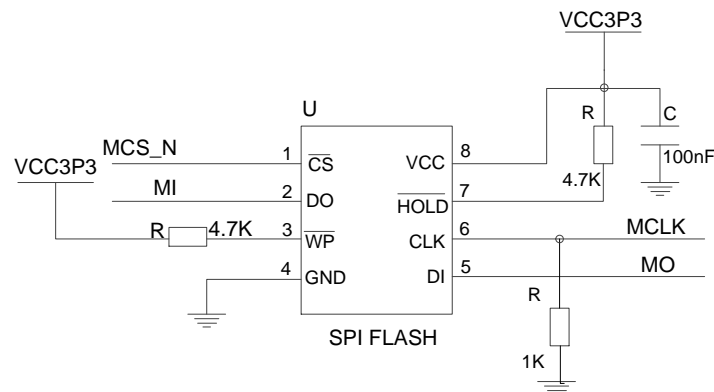 VCC3P3
U
R
C
MCS_N
1
CS
VCC
8
100nF
VCC3P3
MI
2
DO
HOLD
7
4.7K
R
4.7K
3
WP
CLK
6
MCLK
4
GND
DI
5
MO
R
SPI FLASH
1K